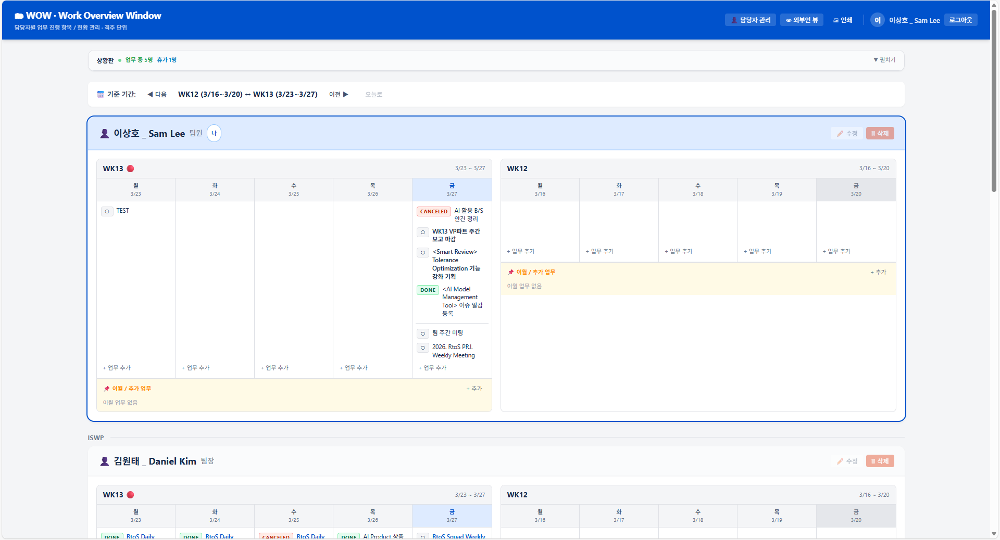 WOW · Work Overview Window
담당자별 업무 진행 항목 / 현황 관리 · 격주 단위
담당자 관리
외부인 뷰
인쇄
이
이상호 _ Sam Lee
로그아웃
상황판 ● 업무 중 5명 휴가 1명
▼ 펼치기
기준 기간: ◀ 다음 WK12 (3/16~3/20) ↔ WK13 (3/23~3/27) 이전 ▶ 오늘로
이상호 _ Sam Lee 팀원 나
수정
삭제
WK13
3/23 ~ 3/27
월 화 수 목 금
3/23 3/24 3/25 3/26 3/27
○ TEST
CANCELED AI 활용 B/S
안건 정리
○ WK13 VP파트 주간
보고 마감
○ <Smart Review>
Tolerance
Optimization 기능
강화 기획
DONE <AI Model
Management
Tool> 이슈 일감
등록
○ 팀 주간 미팅
○ 2026. RtoS PRJ.
Weekly Meeting
+ 업무 추가 + 업무 추가 + 업무 추가 + 업무 추가 + 업무 추가
이월 / 추가 업무
+ 추가
이월 업무 없음
WK12
3/16 ~ 3/20
월 화 수 목 금
3/16 3/17 3/18 3/19 3/20
+ 업무 추가 + 업무 추가 + 업무 추가 + 업무 추가 + 업무 추가
이월 / 추가 업무
+ 추가
이월 업무 없음
ISWP
김원태 _ Daniel Kim 팀장
수정
삭제
WK13
3/23 ~ 3/27
월 화 수 목 금
3/23 3/24 3/25 3/26 3/27
DONE RtoS Daily
DONE RtoS Daily
CANCELED RtoS Daily
DONE AI Product 상품
○ RtoS Squad Weekly
WK12
3/16 ~ 3/20
월 화 수 목 금
3/16 3/17 3/18 3/19 3/20